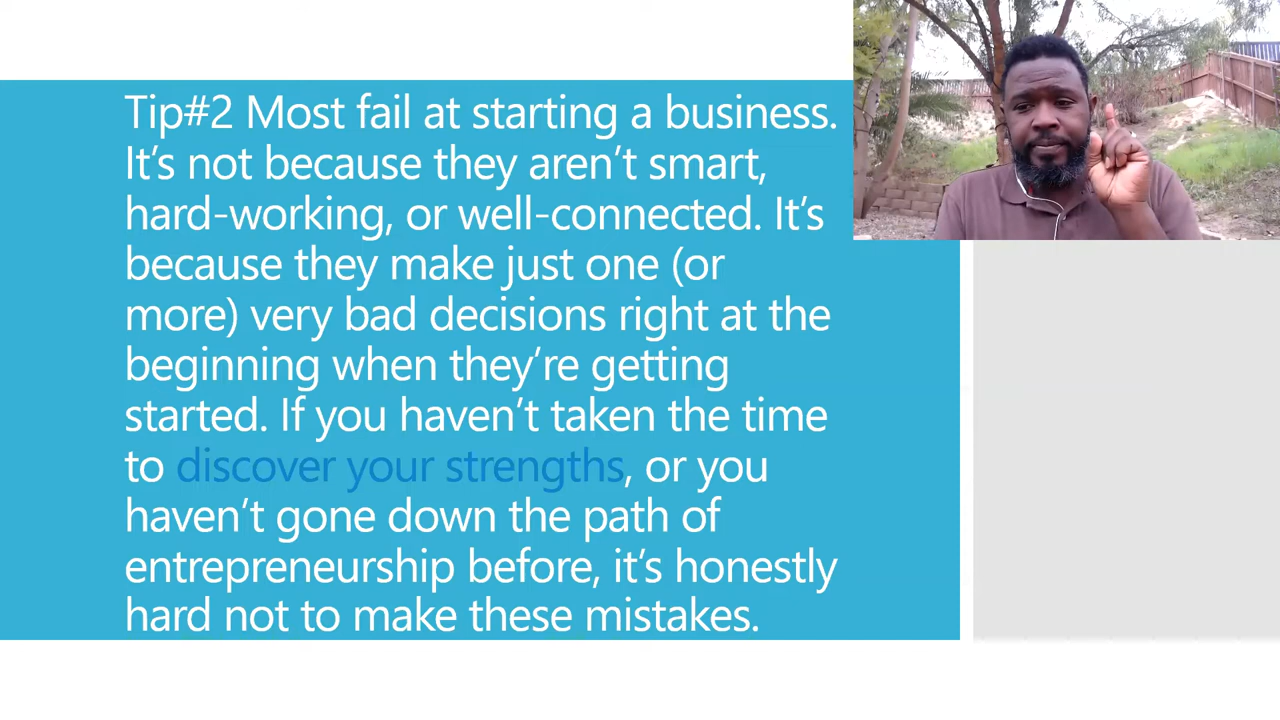 Tip#2 Most fail at starting a business.
It’s not because they aren’t smart,
hard-working, or well-connected. It’s
because they make just one (or
more) very bad decisions right at the
beginning when they’re getting
started. If you haven’t taken the time
to discover your strengths, or you
haven’t gone down the path of
entrepreneurship before, it’s honestly
hard not to make these mistakes.